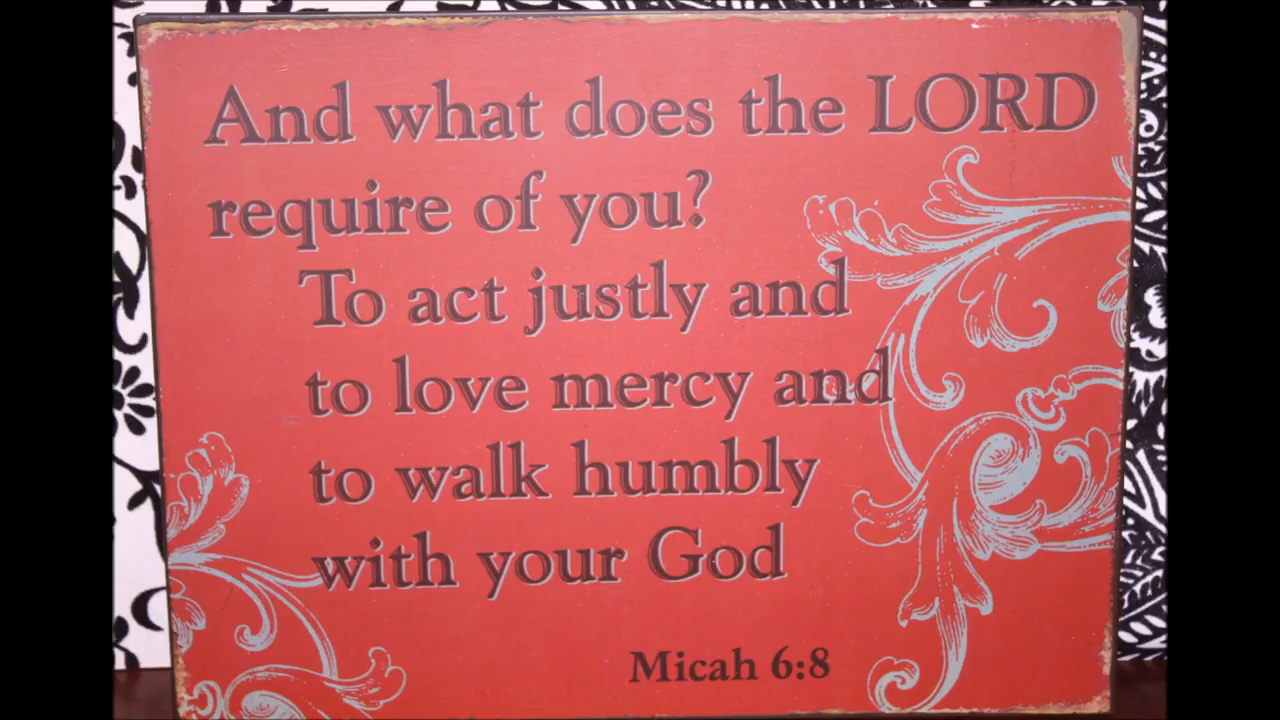 And what does the LORD
require of you?
To act justly and
to love mercy and
to walk humbly
with your God
Micah 6:8